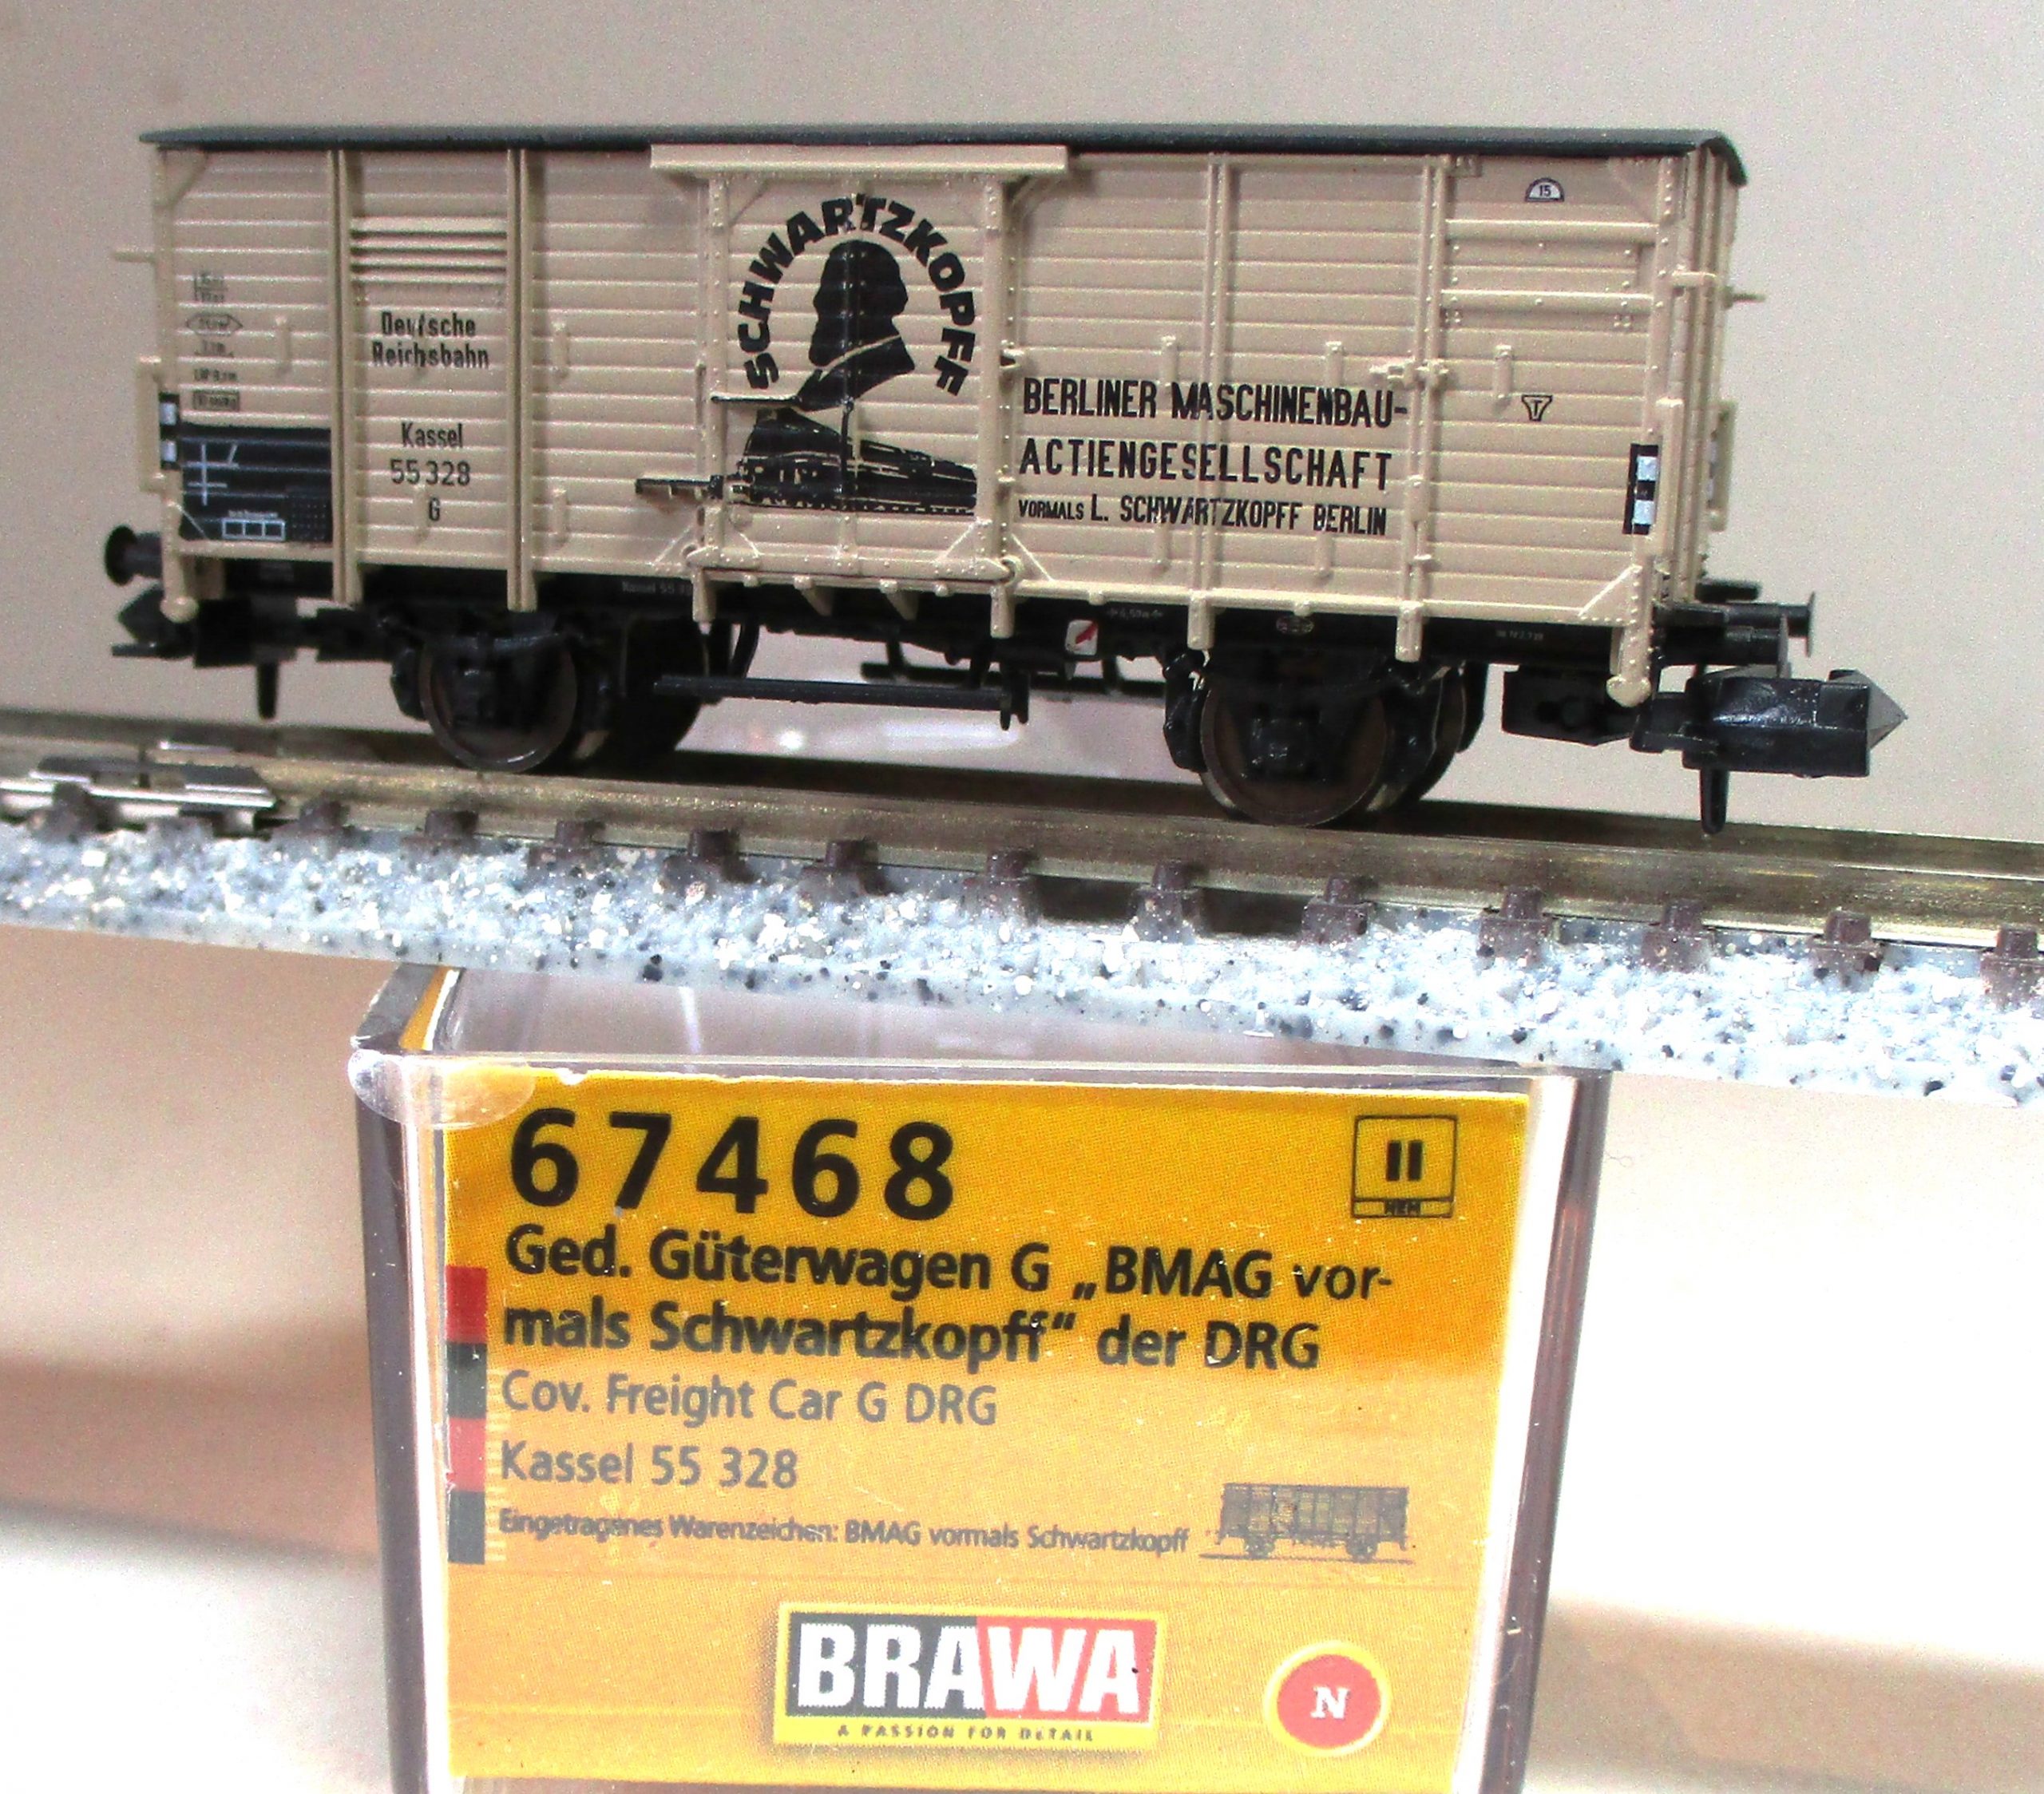 SCHWARTZKOPFF
15
Deutsche
Reichsbahn
Kassel
55 328
G
BERLINER MASCHINENBAU-
ACTIENGESELLSCHAFT
VORMALS L. SCHWARTZKOPFF BERLIN
T
67468
II
NEM
Ged. Güterwagen G „BMAG vor-
mals Schwartzkopff“ der DRG
Cov. Freight Car G DRG
Kassel 55 328
Eingetragenes Warenzeichen: BMAG vormals Schwartzkopff
BRAWA
A PASSION FOR DETAIL
N